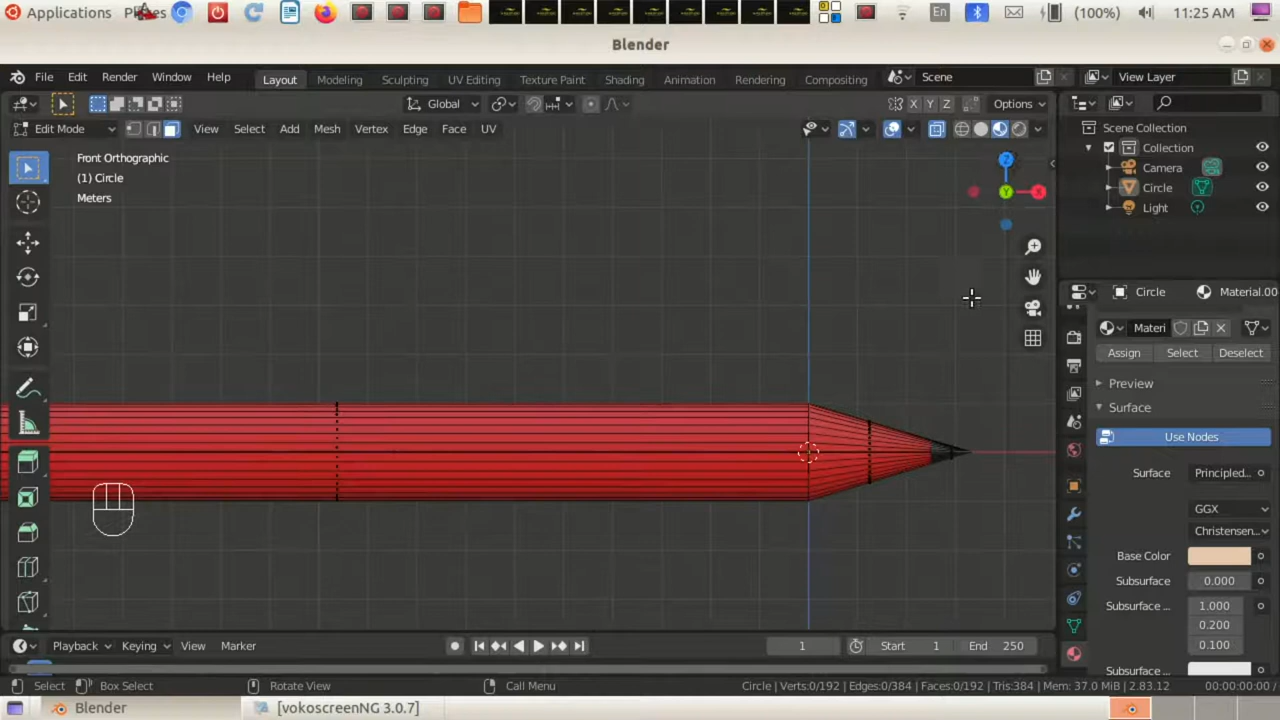 Applications Places En (100%) 11:25 AM
Blender
File Edit Render Window Help Layout Modeling Sculpting UV Editing Texture Paint Shading Animation Rendering Compositing Scene View Layer
Global X Y Z Options
Edit Mode View Select Add Mesh Vertex Edge Face UV
Scene Collection
Collection
Camera
Circle
Light
Front Orthographic
(1) Circle
Meters
Z
Y
X
Circle Material.00
Materi
Assign Select Deselect
Preview
Surface
Use Nodes
Surface Principled...
GGX
Christensen...
Base Color
Subsurface 0.000
Subsurface ... 1.000
0.200
0.100
Subsurface ...
Playback Keying View Marker 1 Start 1 End 250
Select Box Select Rotate View Call Menu Circle | Verts:0/192 | Edges:0/384 | Faces:0/192 | Tris:384 | Mem: 37.0 MiB | 2.83.12 00:00:00:00 /
Blender [vokoscreenNG 3.0.7]